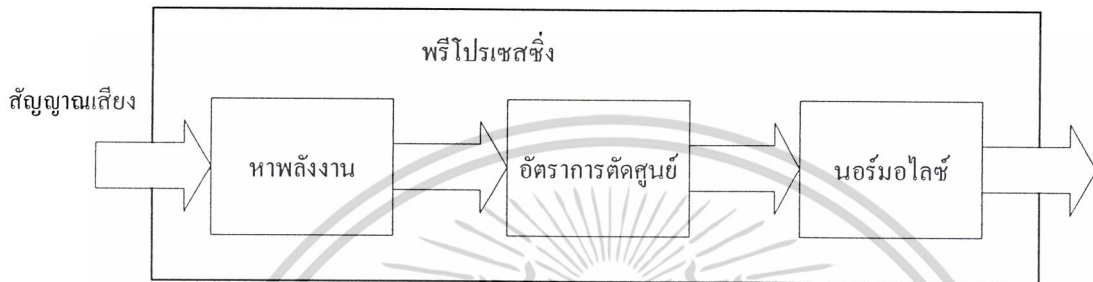 พรีโปรเซสซิ่ง
สัญญาณเสียง
หาพลังงาน
อัตราการตัดศูนย์
นอร์มอไลซ์